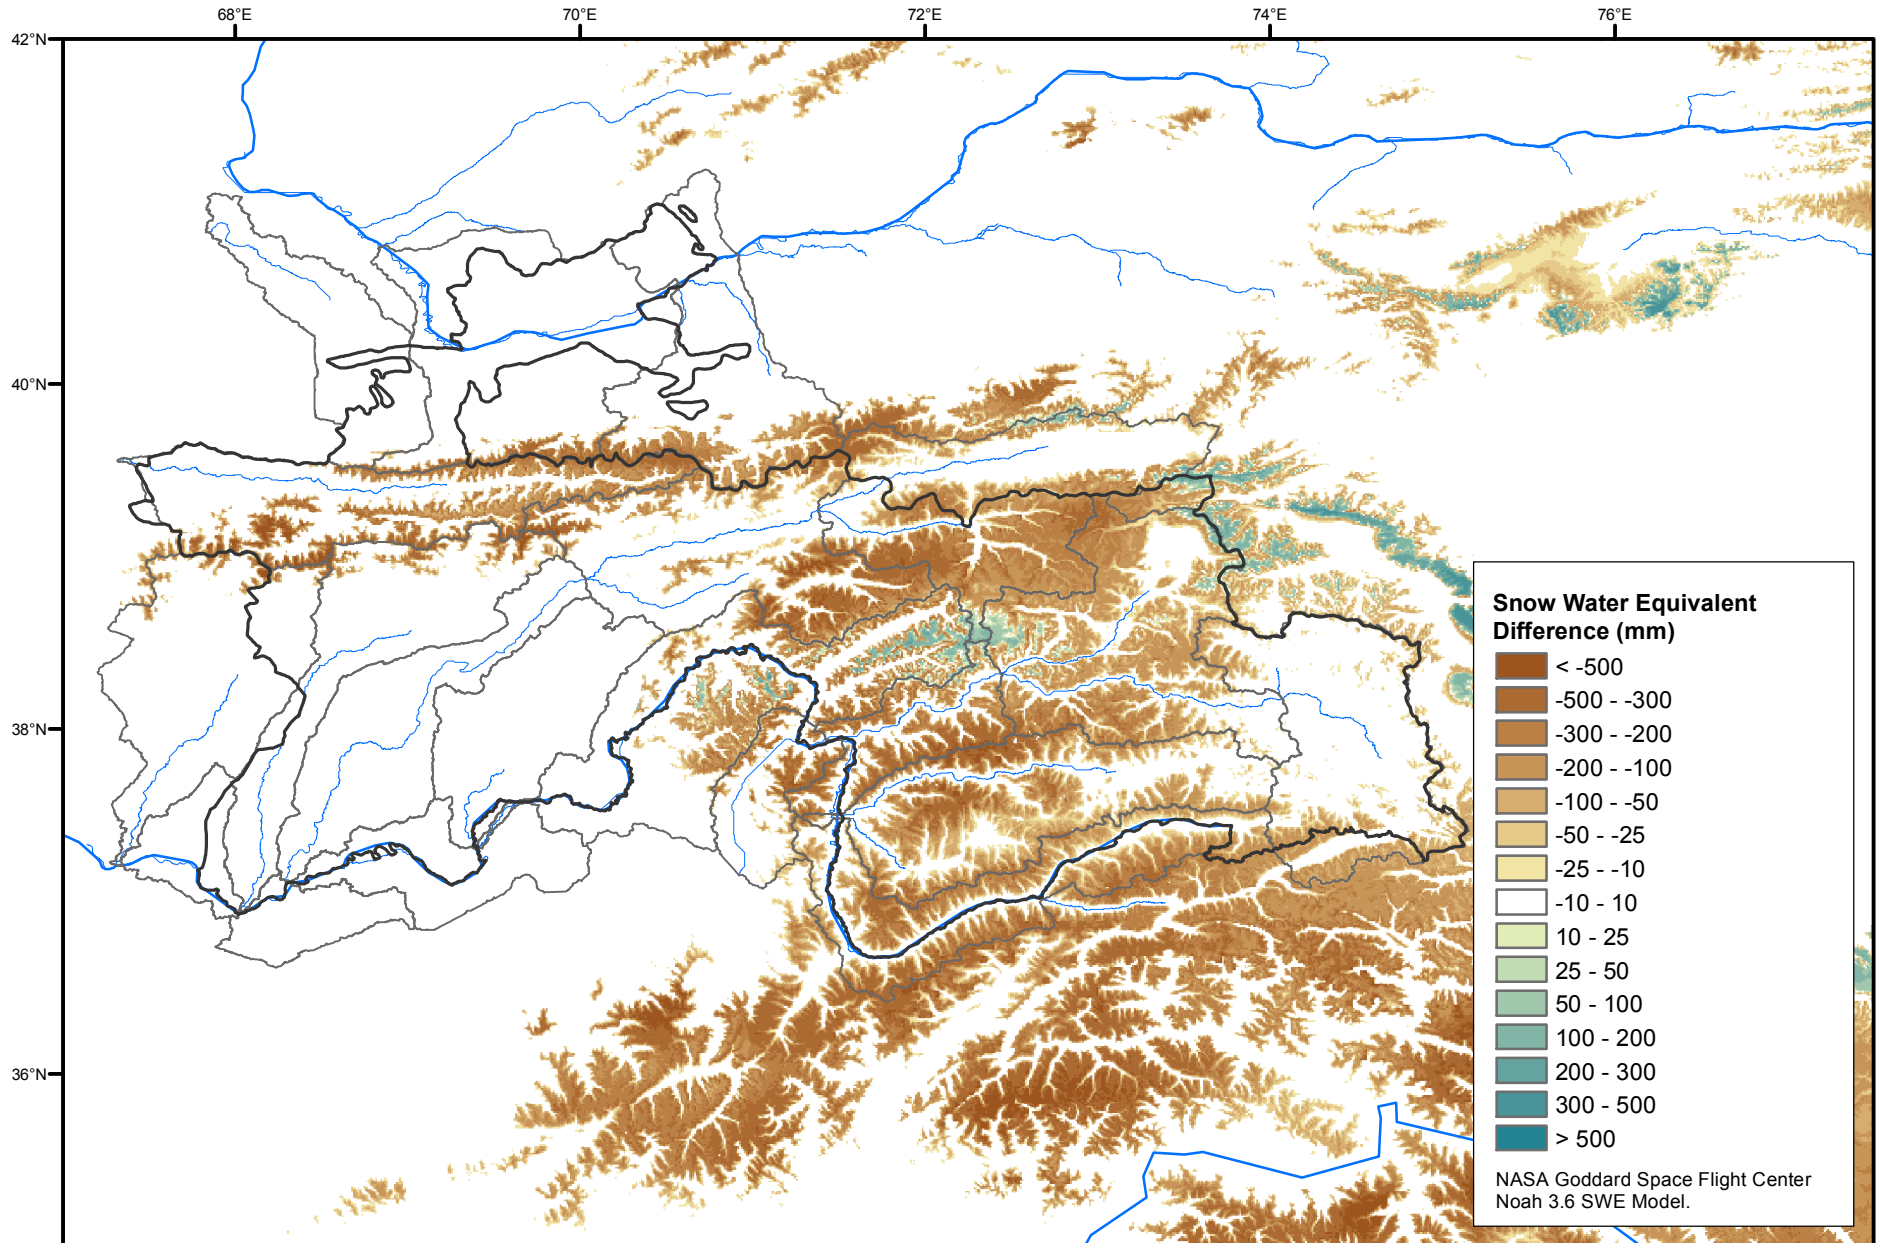 68°E
70°E
72°E
74°E
76°E
42°N
40°N
38°N
36°N
Snow Water Equivalent
Difference (mm)
< -500
-500 - -300
-300 - -200
-200 - -100
-100 - -50
-50 - -25
-25 - -10
-10 - 10
10 - 25
25 - 50
50 - 100
100 - 200
200 - 300
300 - 500
> 500
NASA Goddard Space Flight Center
Noah 3.6 SWE Model.